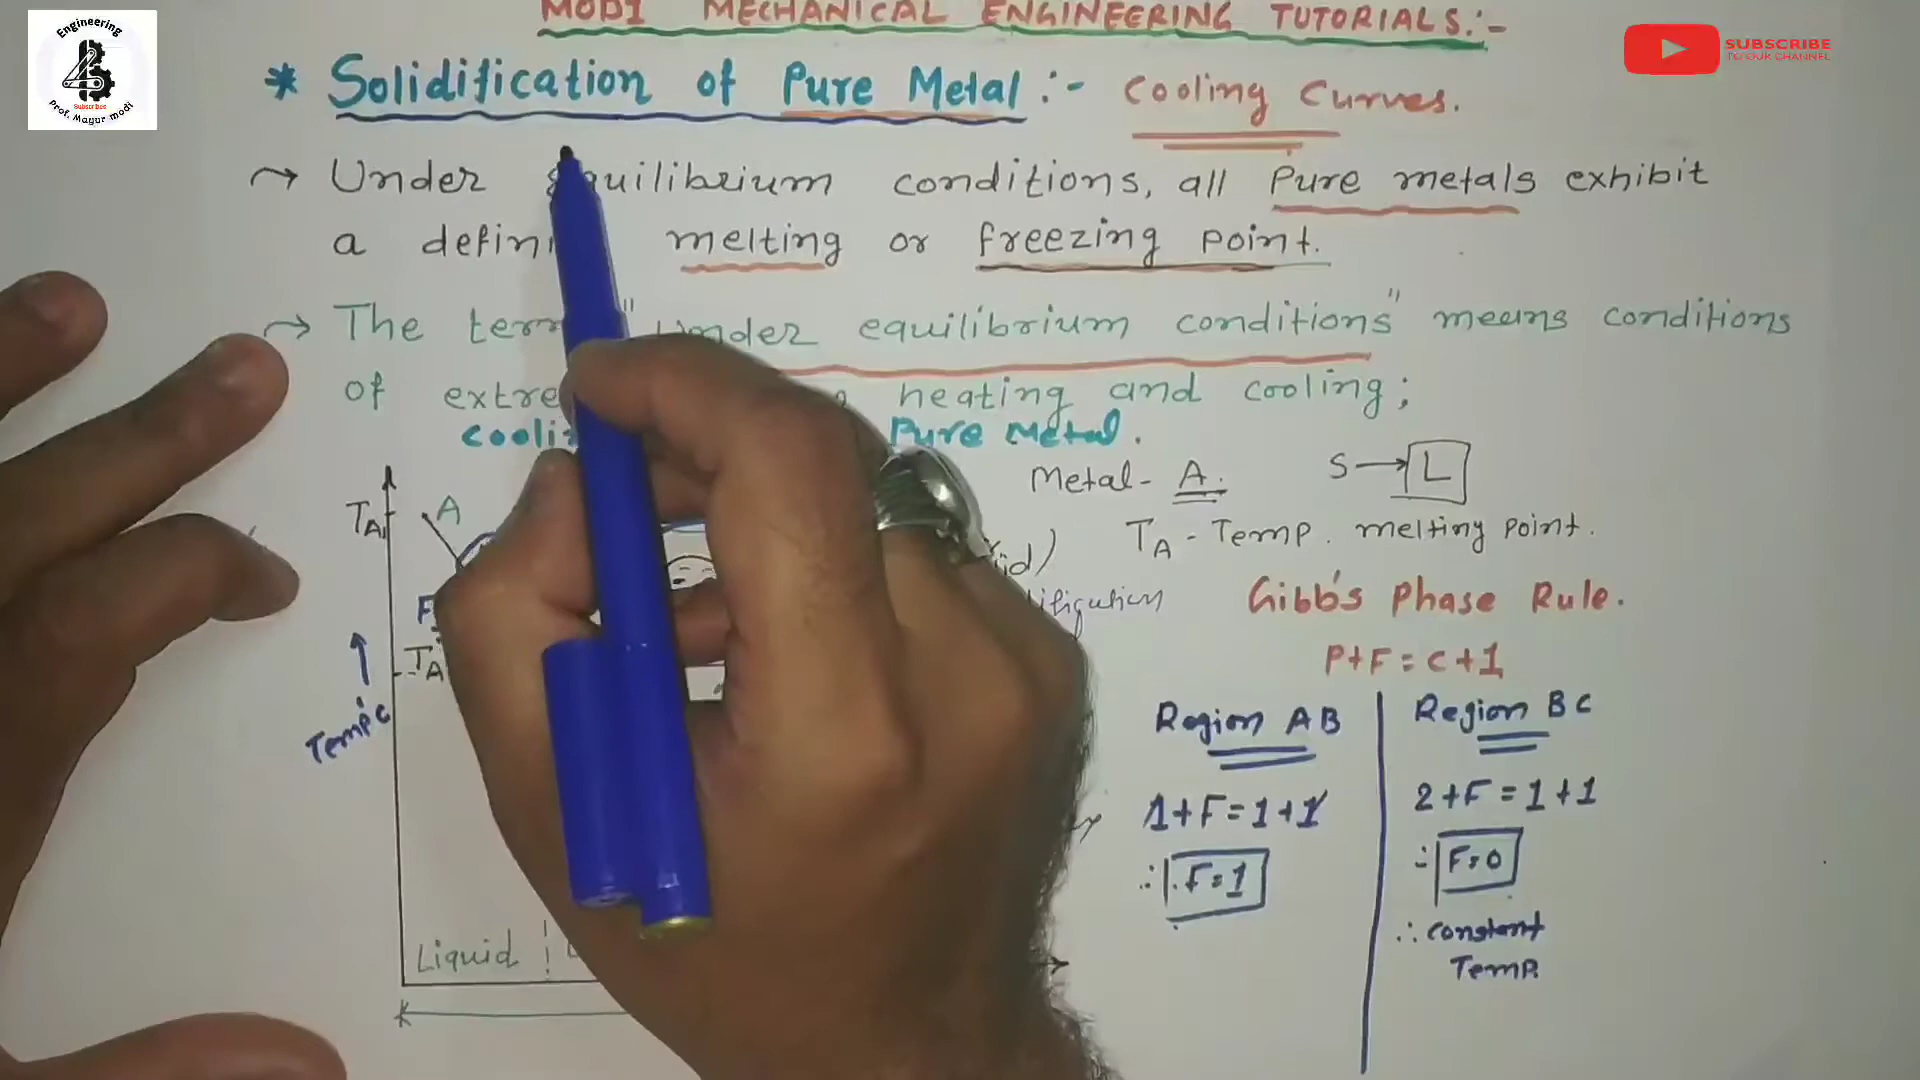 MODI MECHANICAL ENGINEERING TUTORIALS:-
Engineering
Subscribe
Prof. Mayur modi
SUBSCRIBE
TO OUR CHANNEL
* Solidification of Pure Metal :- Cooling Curves.
→ Under equilibrium conditions, all Pure metals exhibit
a melting or freezing point.
→ The "Under equilibrium conditions" means conditions
of heating and cooling;
Pure Metal.
Metal - A. S → L
TA1 A
TA - Temp. melting point.
Gibb's Phase Rule.
TA
P+F = C+1
Temp°C
Region AB
1+F=1+1
∴ F=1
Region BC
2+F=1+1
∴ F=0
∴ constant
Temp.
Liquid